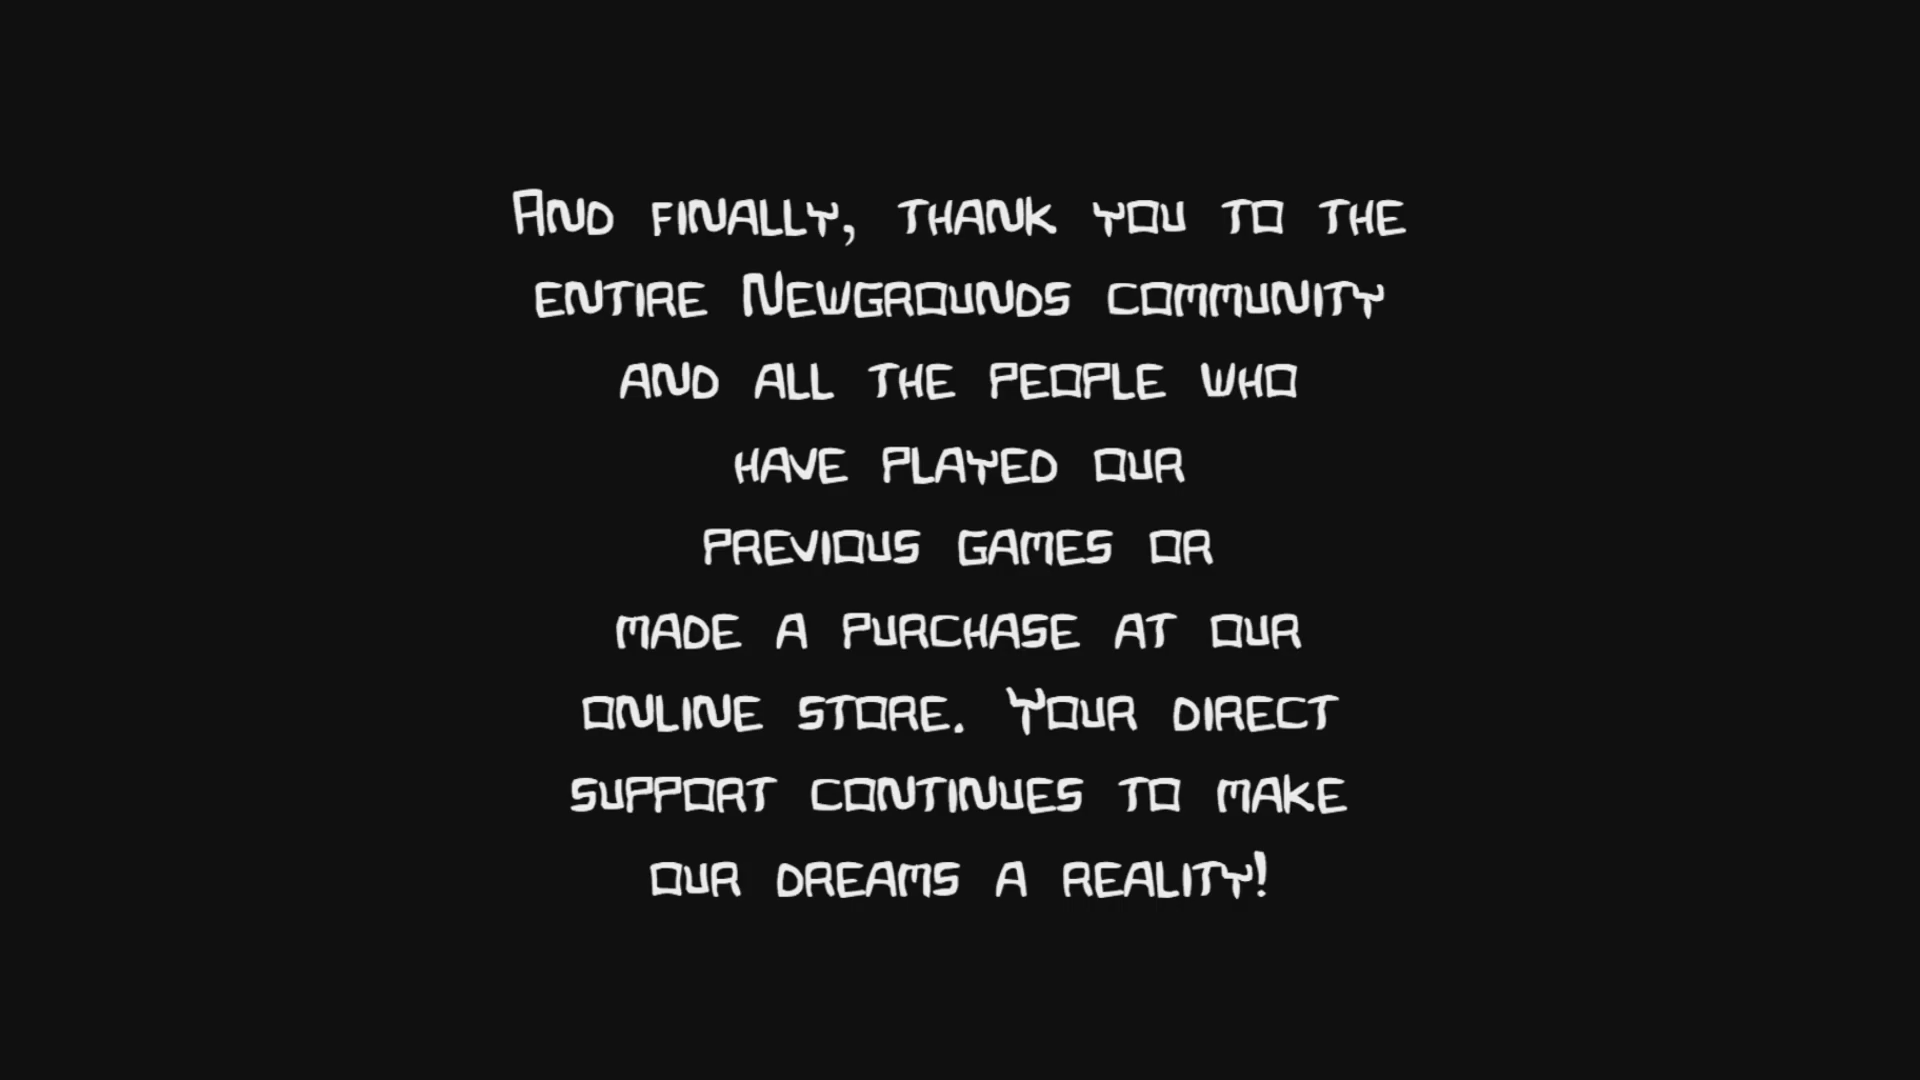 And finally, thank you to the
entire Newgrounds community
and all the people who
have played our
previous games or
made a purchase at our
online store. Your direct
support continues to make
our dreams a reality!